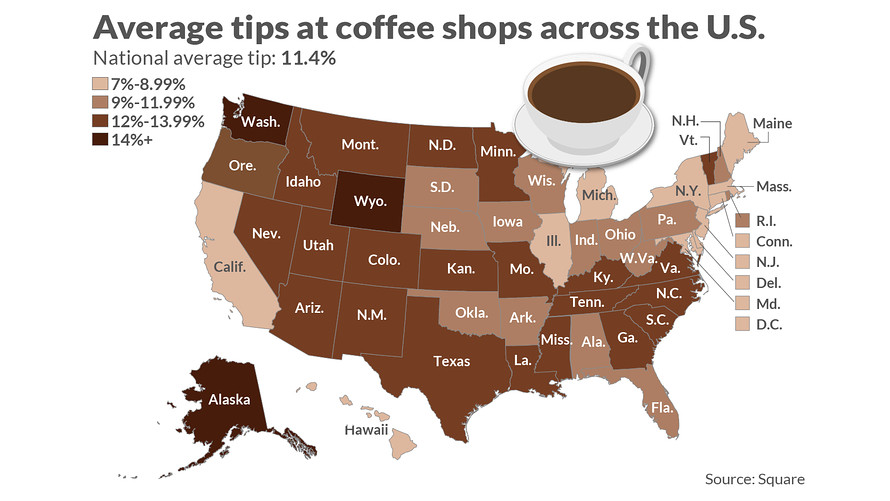 Average tips at coffee shops across the U.S.
National average tip: 11.4%
7%-8.99%
9%-11.99%
12%-13.99%
14%+
Wash.
Ore.
Idaho
Mont.
N.D.
Minn.
Wyo.
S.D.
Wis.
Mich.
N.H.
Vt.
Maine
N.Y.
Mass.
Calif.
Nev.
Utah
Colo.
Neb.
Iowa
Ill.
Ind.
Ohio
Pa.
R.I.
Conn.
N.J.
Del.
Md.
D.C.
W.Va.
Va.
Kan.
Mo.
Ky.
N.C.
Tenn.
S.C.
Ariz.
N.M.
Okla.
Ark.
Texas
La.
Miss.
Ala.
Ga.
Fla.
Alaska
Hawaii
Source: Square